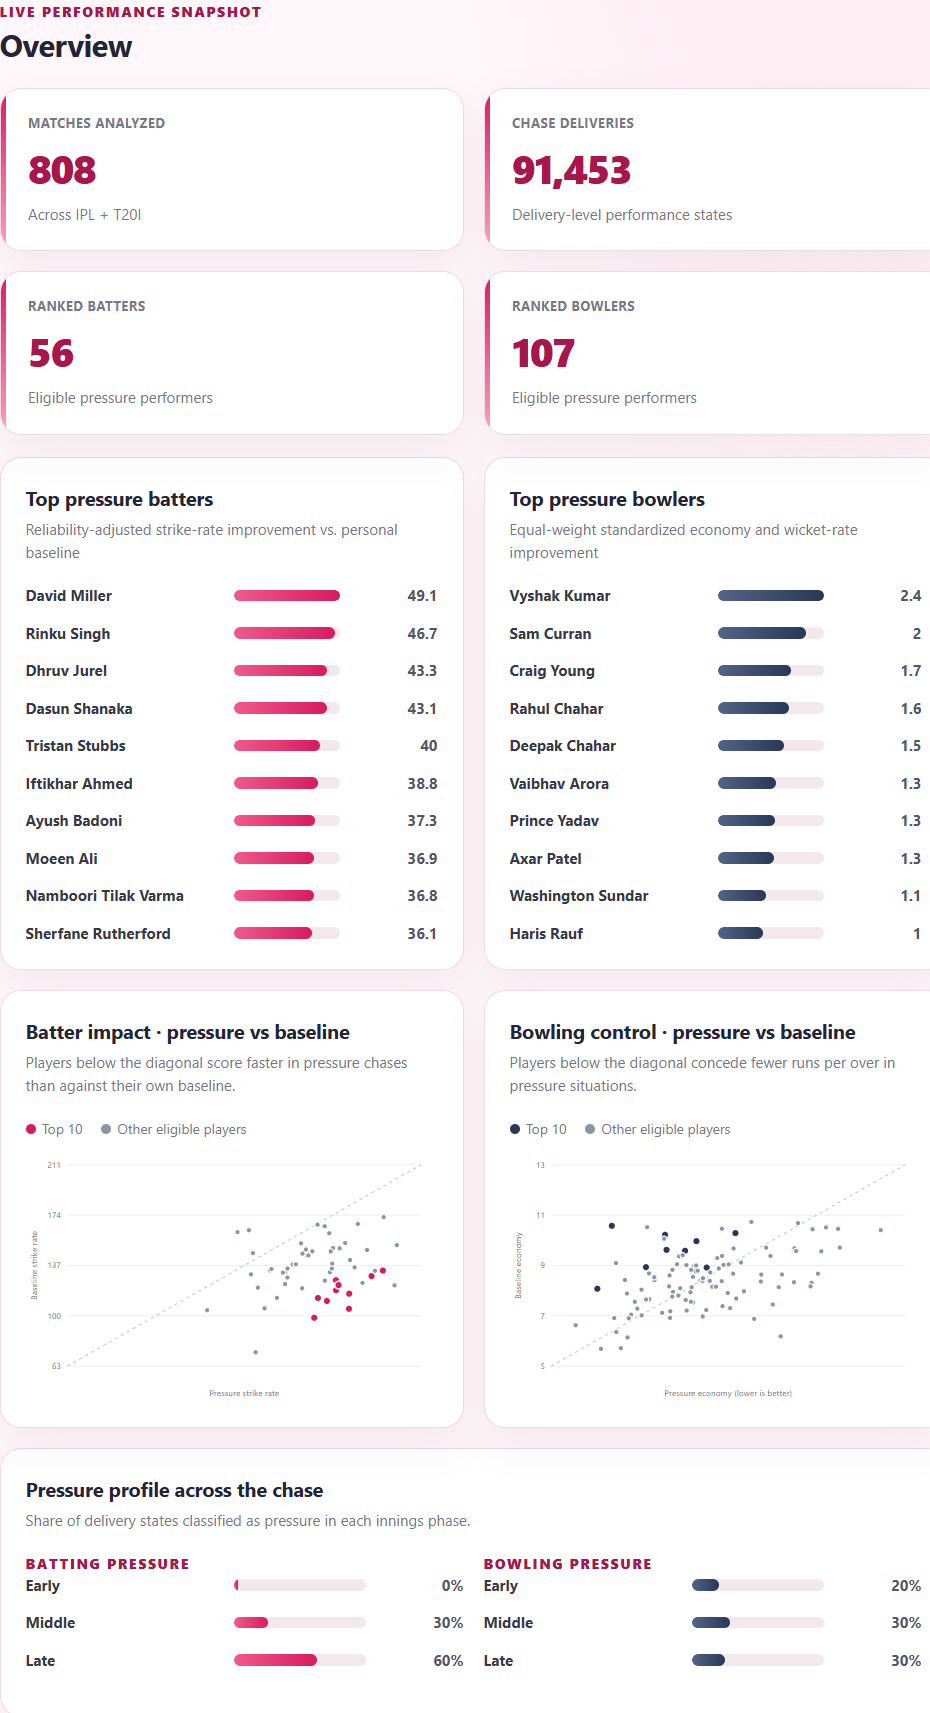 LIVE PERFORMANCE SNAPSHOT
Overview
MATCHES ANALYZED
808
Across IPL + T20I
CHASE DELIVERIES
91,453
Delivery-level performance states
RANKED BATTERS
56
Eligible pressure performers
RANKED BOWLERS
107
Eligible pressure performers
Top pressure batters
Reliability-adjusted strike-rate improvement vs. personal
baseline
David Miller 49.1
Rinku Singh 46.7
Dhruv Jurel 43.3
Dasun Shanaka 43.1
Tristan Stubbs 40
Iftikhar Ahmed 38.8
Ayush Badoni 37.3
Moeen Ali 36.9
Namboori Tilak Varma 36.8
Sherfane Rutherford 36.1
Top pressure bowlers
Equal-weight standardized economy and wicket-rate
improvement
Vyshak Kumar 2.4
Sam Curran 2
Craig Young 1.7
Rahul Chahar 1.6
Deepak Chahar 1.5
Vaibhav Arora 1.3
Prince Yadav 1.3
Axar Patel 1.3
Washington Sundar 1.1
Haris Rauf 1
Batter impact · pressure vs baseline
Players below the diagonal score faster in pressure chases
than against their own baseline.
Top 10 Other eligible players
211
174
137
100
63
Baseline strike rate
Pressure strike rate
Bowling control · pressure vs baseline
Players below the diagonal concede fewer runs per over in
pressure situations.
Top 10 Other eligible players
13
11
9
7
5
Baseline economy
Pressure economy (lower is better)
Pressure profile across the chase
Share of delivery states classified as pressure in each innings phase.
BATTING PRESSURE
Early 0%
Middle 30%
Late 60%
BOWLING PRESSURE
Early 20%
Middle 30%
Late 30%